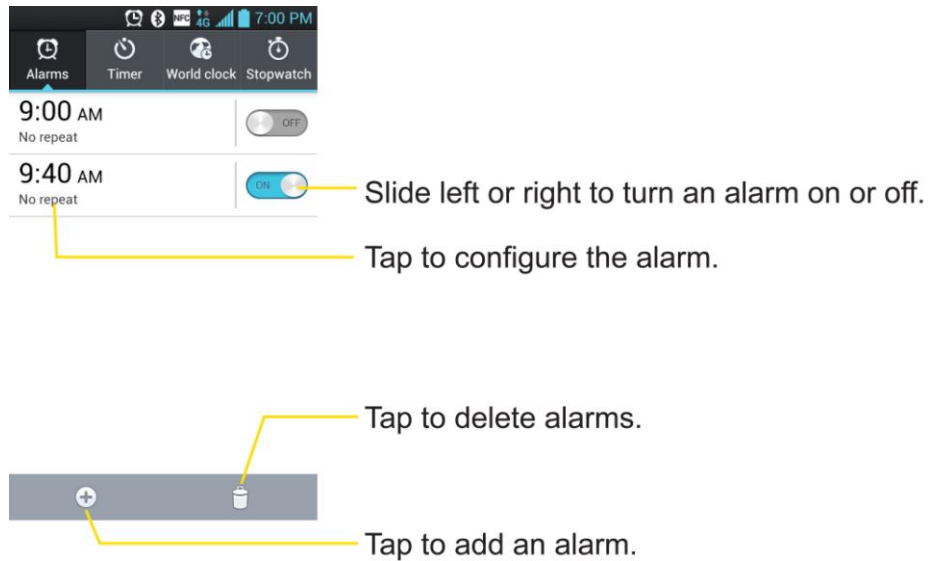 NFC 4G 7:00 PM
Alarms Timer World clock Stopwatch
9:00 AM
No repeat
OFF
9:40 AM
No repeat
ON
Slide left or right to turn an alarm on or off.
Tap to configure the alarm.
Tap to delete alarms.
Tap to add an alarm.